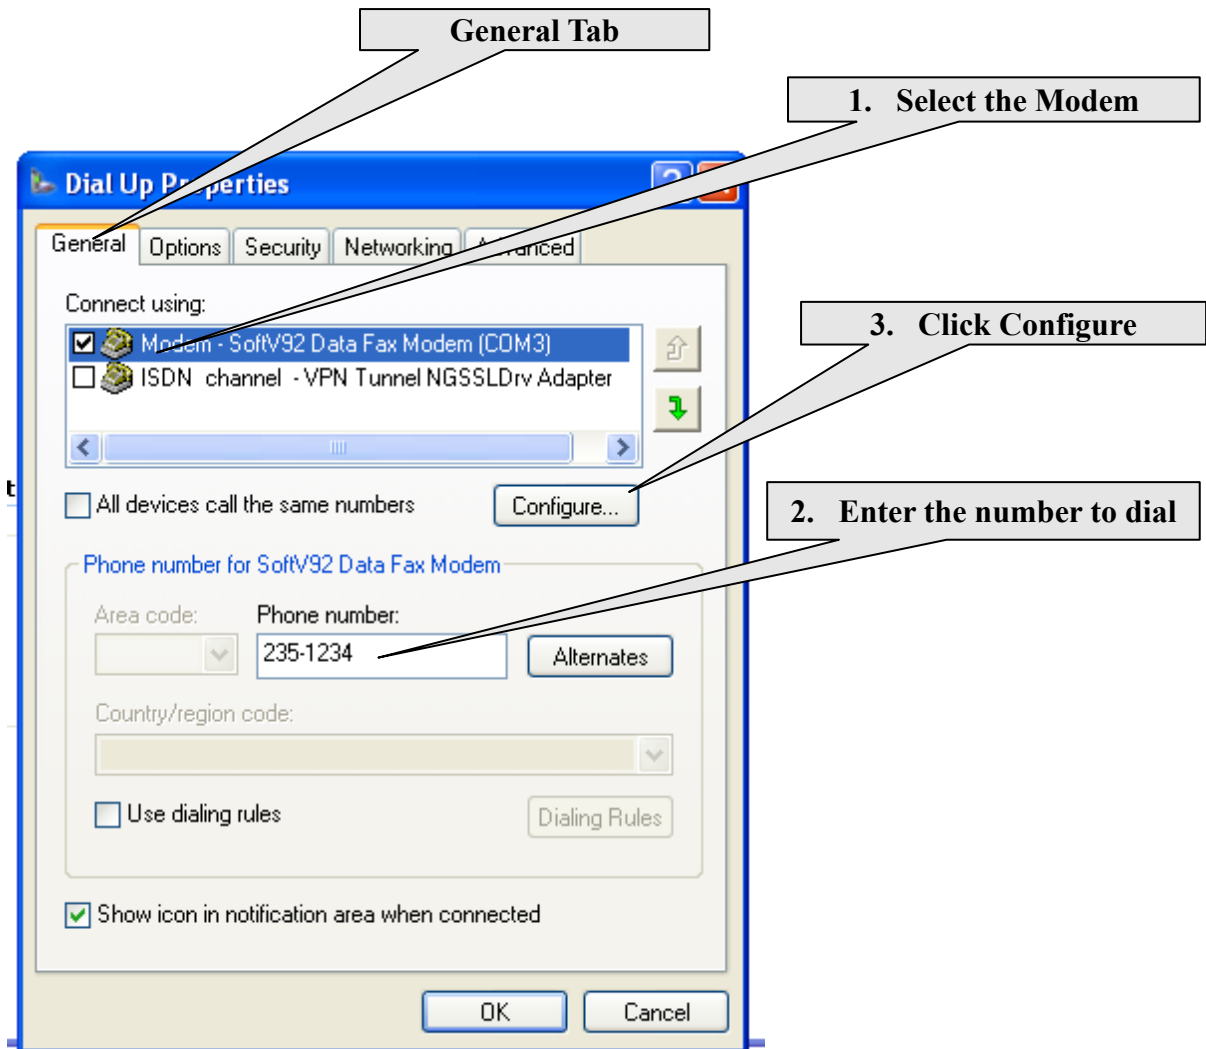 General Tab
1. Select the Modem
Dial Up Properties
General Options Security Networking Advanced
Connect using:
Modem - SoftV92 Data Fax Modem (COM3)
ISDN channel - VPN Tunnel NGSSLDrv Adapter
3. Click Configure
t
All devices call the same numbers
Configure...
2. Enter the number to dial
Phone number for SoftV92 Data Fax Modem
Area code: Phone number:
235-1234
Alternates
Country/region code:
Use dialing rules
Dialing Rules
Show icon in notification area when connected
OK Cancel